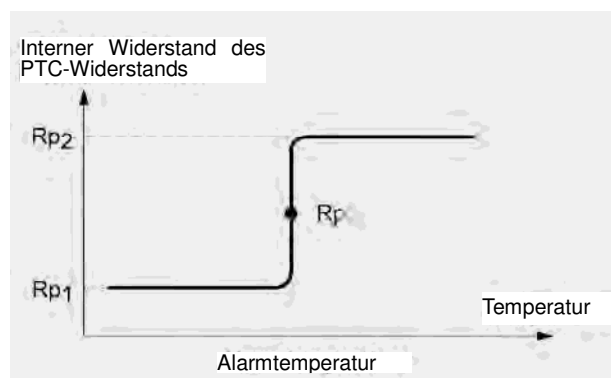 Interner Widerstand des
PTC-Widerstands
Rp2
Rp
Rp1
Temperatur
Alarmtemperatur